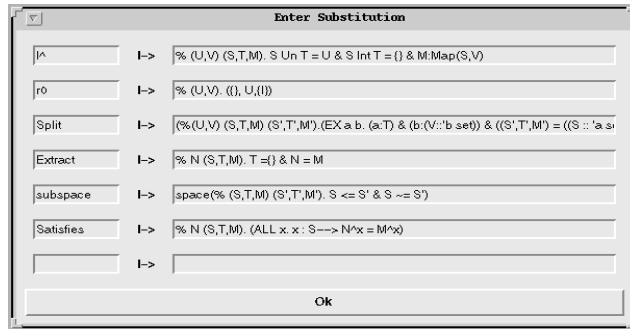 Enter Substitution
I^ I-> % (U,V) (S,T,M). S Un T = U & S Int T = {} & M:Map(S,V)
r0 I-> % (U,V). ({}, U,{|})
Split I-> (%(U,V) (S,T,M) (S',T',M').(EX a b. (a:T) & (b:(V::'b set)) & ((S',T',M') = ((S :: 'a s
Extract I-> % N (S,T,M). T ={} & N = M
subspace I-> space(% (S,T,M) (S',T',M'). S <= S' & S ~= S')
Satisfies I-> % N (S,T,M). (ALL x. x : S--> N^x = M^x)
I->
Ok